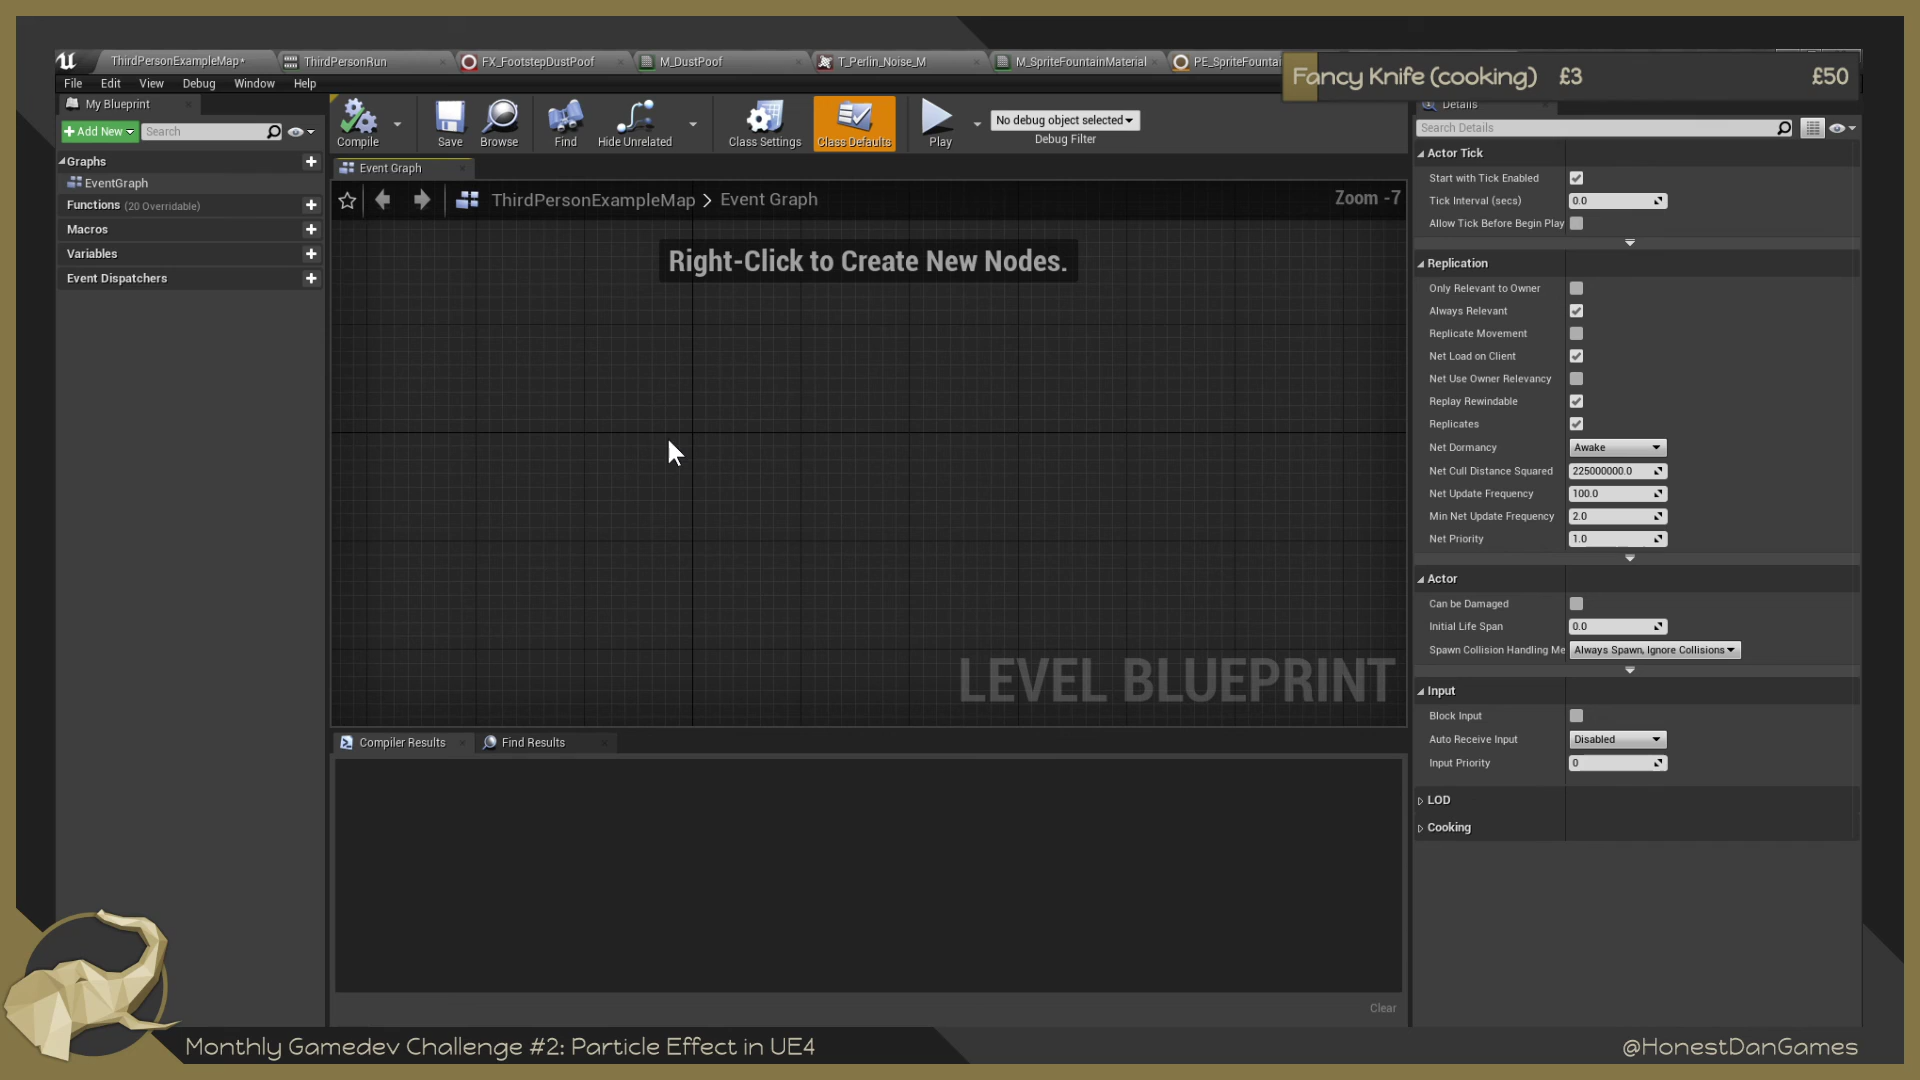 ThirdPersonExampleMap*
ThirdPersonRun
FX_FootstepDustPoof
M_DustPoof
T_Perlin_Noise_M
M_SpriteFountainMaterial
PE_SpriteFountai
Fancy Knife (cooking) £3 £50
File Edit View Debug Window Help
My Blueprint
Add New
Search
Graphs
EventGraph
Functions (20 Overridable)
Macros
Variables
Event Dispatchers
Compile
Save
Browse
Find
Hide Unrelated
Class Settings
Class Defaults
Play
No debug object selected
Debug Filter
Event Graph
ThirdPersonExampleMap > Event Graph
Zoom -7
Right-Click to Create New Nodes.
LEVEL BLUEPRINT
Compiler Results
Find Results
Clear
Details
Search Details
Actor Tick
Start with Tick Enabled
Tick Interval (secs) 0.0
Allow Tick Before Begin Play
Replication
Only Relevant to Owner
Always Relevant
Replicate Movement
Net Load on Client
Net Use Owner Relevancy
Replay Rewindable
Replicates
Net Dormancy Awake
Net Cull Distance Squared 225000000.0
Net Update Frequency 100.0
Min Net Update Frequency 2.0
Net Priority 1.0
Actor
Can be Damaged
Initial Life Span 0.0
Spawn Collision Handling Me Always Spawn, Ignore Collisions
Input
Block Input
Auto Receive Input Disabled
Input Priority 0
LOD
Cooking
Monthly Gamedev Challenge #2: Particle Effect in UE4
@HonestDanGames